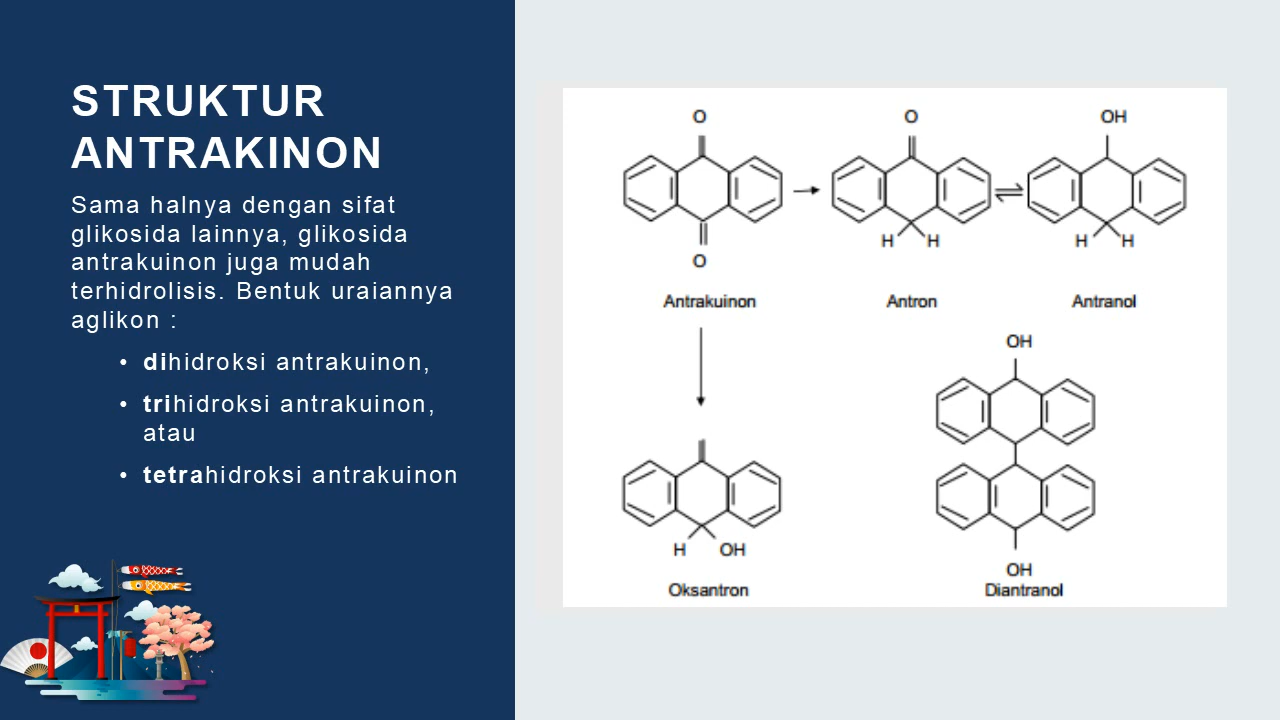 STRUKTUR
ANTRAKINON
Sama halnya dengan sifat
glikosida lainnya, glikosida
antrakuinon juga mudah
terhidrolisis. Bentuk uraiannya
aglikon :
• dihidroksi antrakuinon,
• trihidroksi antrakuinon,
atau
• tetrahidroksi antrakuinon
O O OH
H H H H
O
Antrakuinon Antron Antranol
OH
H OH
OH
Oksantron Diantranol